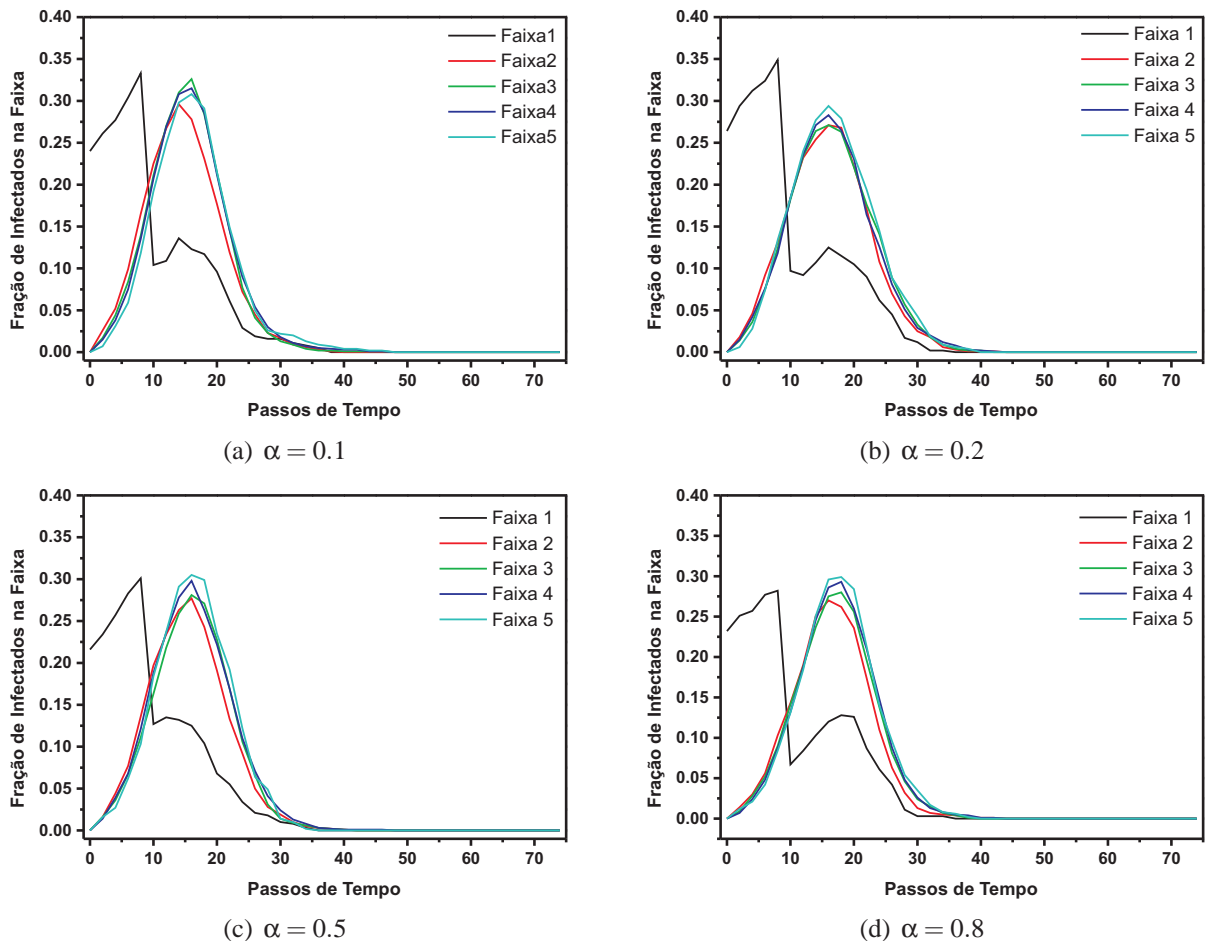 0.40
0.35
0.30
0.25
0.20
0.15
0.10
0.05
0.00
Fração de Infectados na Faixa
Faixa1
Faixa2
Faixa3
Faixa4
Faixa5
0 10 20 30 40 50 60 70
Passos de Tempo
(a) α = 0.1
0.40
0.35
0.30
0.25
0.20
0.15
0.10
0.05
0.00
Fração de Infectados na Faixa
Faixa 1
Faixa 2
Faixa 3
Faixa 4
Faixa 5
0 10 20 30 40 50 60 70
Passos de Tempo
(b) α = 0.2
0.40
0.35
0.30
0.25
0.20
0.15
0.10
0.05
0.00
Fração de Infectados na Faixa
Faixa 1
Faixa 2
Faixa 3
Faixa 4
Faixa 5
0 10 20 30 40 50 60 70
Passos de Tempo
(c) α = 0.5
0.40
0.35
0.30
0.25
0.20
0.15
0.10
0.05
0.00
Fração de Infectados na Faixa
Faixa 1
Faixa 2
Faixa 3
Faixa 4
Faixa 5
0 10 20 30 40 50 60 70
Passos de Tempo
(d) α = 0.8